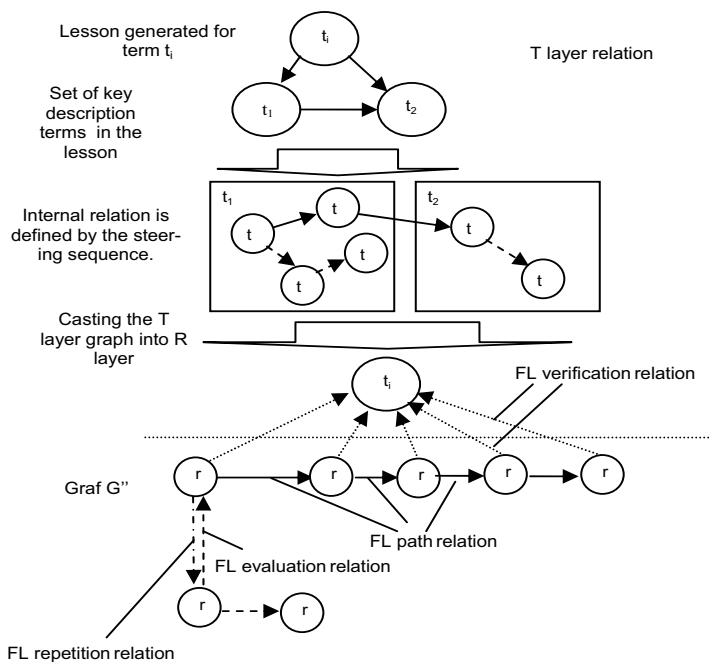 Lesson generated for
term ti
ti
T layer relation
t1
t2
Set of key
description
terms in the
lesson
t1
t2
t
t
t
t
t
t
Internal relation is
defined by the steer-
ing sequence.
Casting the T
layer graph into R
layer
ti
FL verification relation
Graf G’’
r
r
r
r
r
FL path relation
FL evaluation relation
r
r
FL repetition relation